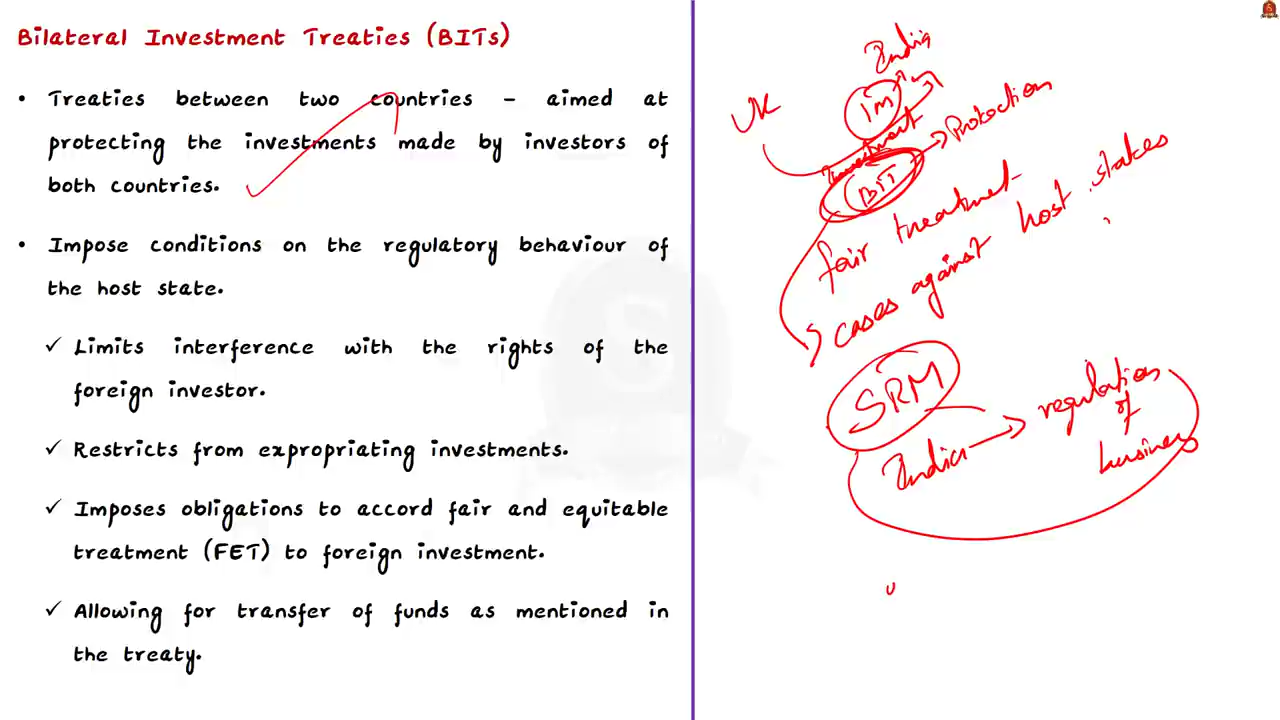 Bilateral Investment Treaties (BITs)
• Treaties between two countries – aimed at
protecting the investments made by investors of
both countries.
• Impose conditions on the regulatory behaviour of
the host state.
✓ Limits interference with the rights of the
foreign investor.
✓ Restricts from expropriating investments.
✓ Imposes obligations to accord fair and equitable
treatment (FET) to foreign investment.
✓ Allowing for transfer of funds as mentioned in
the treaty.
India
UK
1M
Investment
Protection
BIT
fair treatment
cases against host states
SRM
India
regulation
of
business